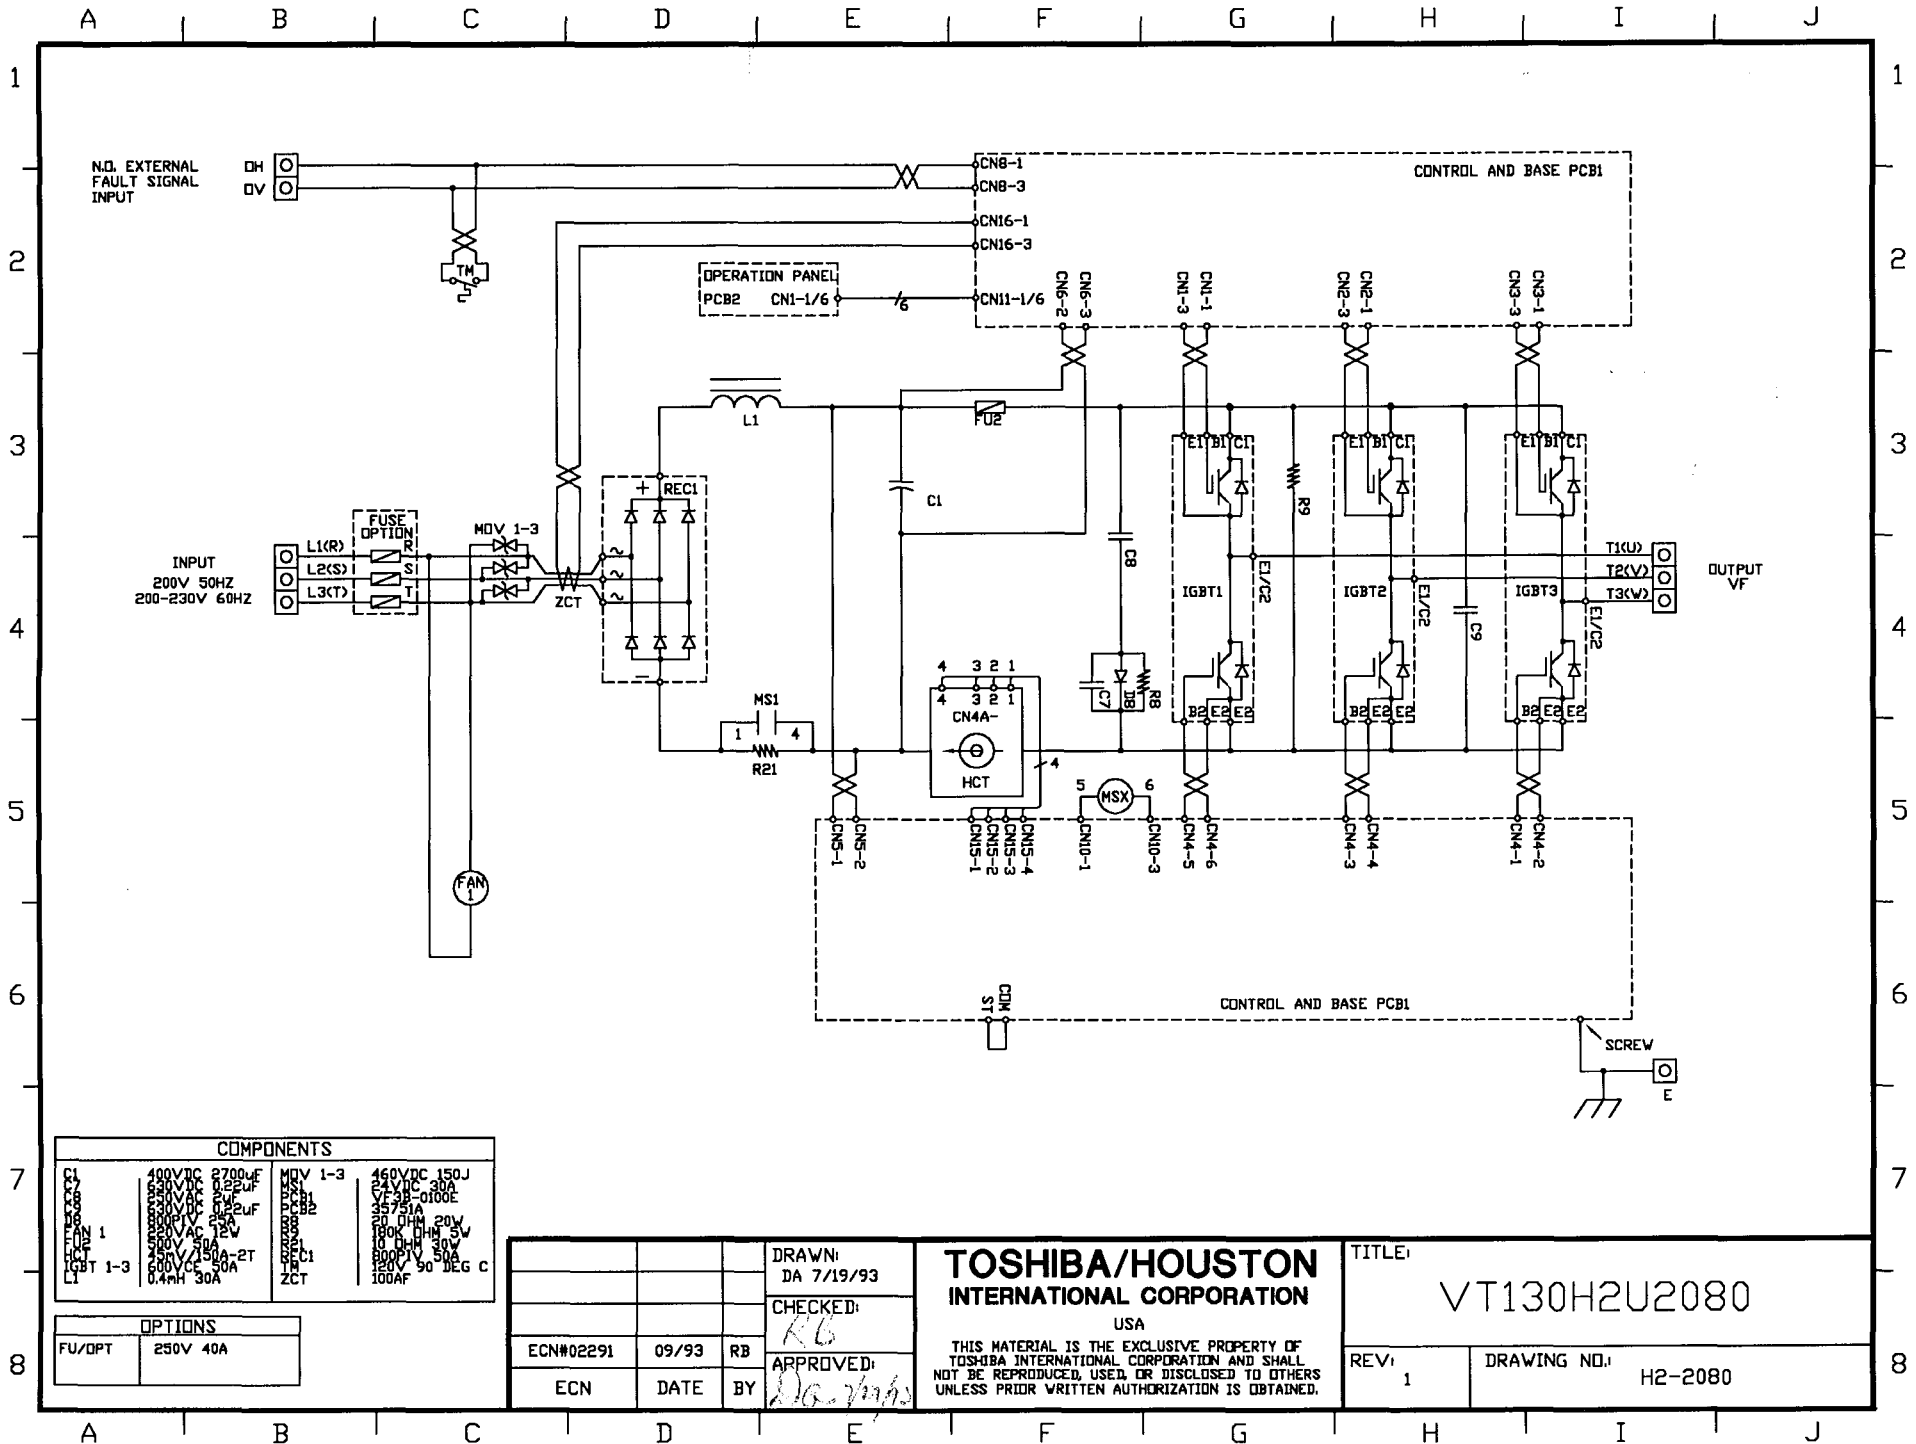 A B C D E F G H I J
1 1
N.O. EXTERNAL
FAULT SIGNAL
INPUT
OH
OV
CN8-1
CN8-3
CONTROL AND BASE PCB1
2 2
TM
CN16-1
CN16-3
OPERATION PANEL
PCB2 CN1-1/6
6
CN11-1/6
CN6-2
CN6-3
CN1-3
CN1-1
CN2-3
CN2-1
CN3-3
CN3-1
3 3
L1
FU2
E1 B1 C1
E1 B1 C1
E1 B1 C1
+ REC1
C1
R9
FUSE
OPTION
MOV 1-3
INPUT
200V 50HZ
200-230V 60HZ
L1(R)
L2(S)
L3(T)
R
S
T
ZCT
~
~
~
-
C8
IGBT1
E1/C2
IGBT2
E1/C2
IGBT3
E1/C2
C9
T1(U)
T2(V)
T3(W)
OUTPUT
VF
4 4
4 3 2 1
4 3 2 1
CN4A-
HCT
4
C7
D8
R8
MS1
1 4
R21
B2 E2 E2
B2 E2 E2
B2 E2 E2
5 5
5 MSX 6
CN5-1
CN5-2
CN15-1
CN15-2
CN15-3
CN15-4
CN10-1
CN10-3
CN4-5
CN4-6
CN4-3
CN4-4
CN4-1
CN4-2
FAN
1
6 6
ST
COM
CONTROL AND BASE PCB1
SCREW
E
7 7
COMPONENTS
C1 400VDC 2700uF MOV 1-3 460VDC 150J
C7 630VDC 0.22uF MS1 24VDC 30A
C8 250VAC 2uF PCB1 VF3B-0100E
C9 630VDC 0.22uF PCB2 35751A
D8 800PIV 25A R8 20 OHM 20W
FAN 1 220VAC 12W R9 180K OHM 5W
FU2 500V 50A R21 10 OHM 30W
HCT 45mV/150A-2T REC1 800PIV 50A
IGBT 1-3 600VCE 50A TM 120V 90 DEG C
L1 0.4mH 30A ZCT 100AF
OPTIONS
FU/OPT 250V 40A
8 8
ECN#02291 09/93 RB
ECN DATE BY
DRAWN:
DA 7/19/93
CHECKED:
RB
APPROVED:
TOSHIBA/HOUSTON
INTERNATIONAL CORPORATION
USA
THIS MATERIAL IS THE EXCLUSIVE PROPERTY OF
TOSHIBA INTERNATIONAL CORPORATION AND SHALL
NOT BE REPRODUCED, USED, OR DISCLOSED TO OTHERS
UNLESS PRIOR WRITTEN AUTHORIZATION IS OBTAINED.
TITLE:
VT130H2U2080
REV:
1
DRAWING NO.:
H2-2080
A B C D E F G H I J